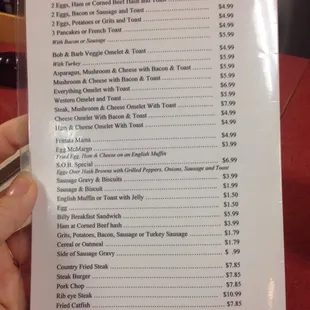 2 Eggs, Ham or Corned Beef Hash and Toast
2 Eggs, Bacon or Sausage and Toast $4.99
2 Eggs, Potatoes or Grits and Toast $4.99
3 Pancakes or French Toast $4.99
With Bacon or Sausage $5.99
Bob & Barb Veggie Omelet & Toast $4.99
With Turkey $5.99
Asparagus, Mushroom & Cheese with Bacon & Toast $5.99
Mushroom & Cheese with Bacon & Toast $5.99
Everything Omelet with Toast $6.99
Western Omelet and Toast $5.99
Steak, Mushroom & Cheese Omelet With Toast $7.99
Cheese Omelet With Bacon & Toast $4.99
Ham & Cheese Omelet With Toast $4.99
Frittata Mama $4.99
Egg McMargo $3.99
Fried Egg, Ham & Cheese on an English Muffin
S.O.B. Special $6.99
Eggs Over Hash Browns with Grilled Peppers, Onions, Sausage and Toast
Sausage Gravy & Biscuits $3.99
Sausage & Biscuit $1.99
English Muffin or Toast with Jelly $1.50
Egg $1.50
Billy Breakfast Sandwich $5.99
Ham at Corned Beef hash $3.99
Grits, Potatoes, Bacon, Sausage or Turkey Sausage $1.79
Cereal or Oatmeal $1.79
Side of Sausage Gravy $ .99
Country Fried Steak $7.85
Steak Burger $7.85
Pork Chop $7.85
Rib eye Steak $10.99
Fried Catfish $7.85